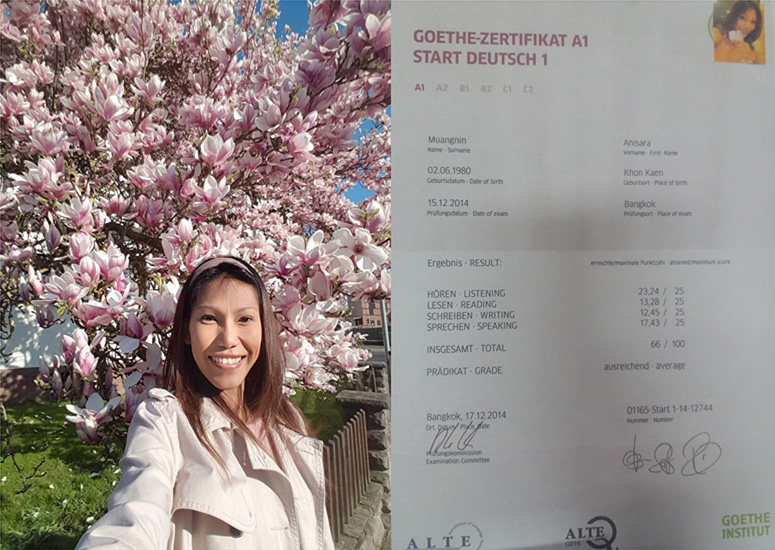 GOETHE-ZERTIFIKAT A1
START DEUTSCH 1
A1 A2 B1 B2 C1 C2
Muangnin Anisara
Name · Surname Vorname · First Name
02.06.1980 Khon Kaen
Geburtsdatum · Date of birth Geburtsort · Place of birth
15.12.2014 Bangkok
Prüfungsdatum · Date of exam Prüfungsort · Place of exam
Ergebnis · RESULT: erreichte/maximale Punktzahl · attained/maximum score
HÖREN · LISTENING 23,24 / 25
LESEN · READING 13,28 / 25
SCHREIBEN · WRITING 12,45 / 25
SPRECHEN · SPEAKING 17,43 / 25
INSGESAMT · TOTAL 66 / 100
PRÄDIKAT · GRADE ausreichend · average
Bangkok, 17.12.2014 01165-Start 1-14-12744
Ort, Datum · Place, Date Nummer · Number
Prüfungskommission
Examination Committee
ALTE ALTE GOETHE
INSTITUT